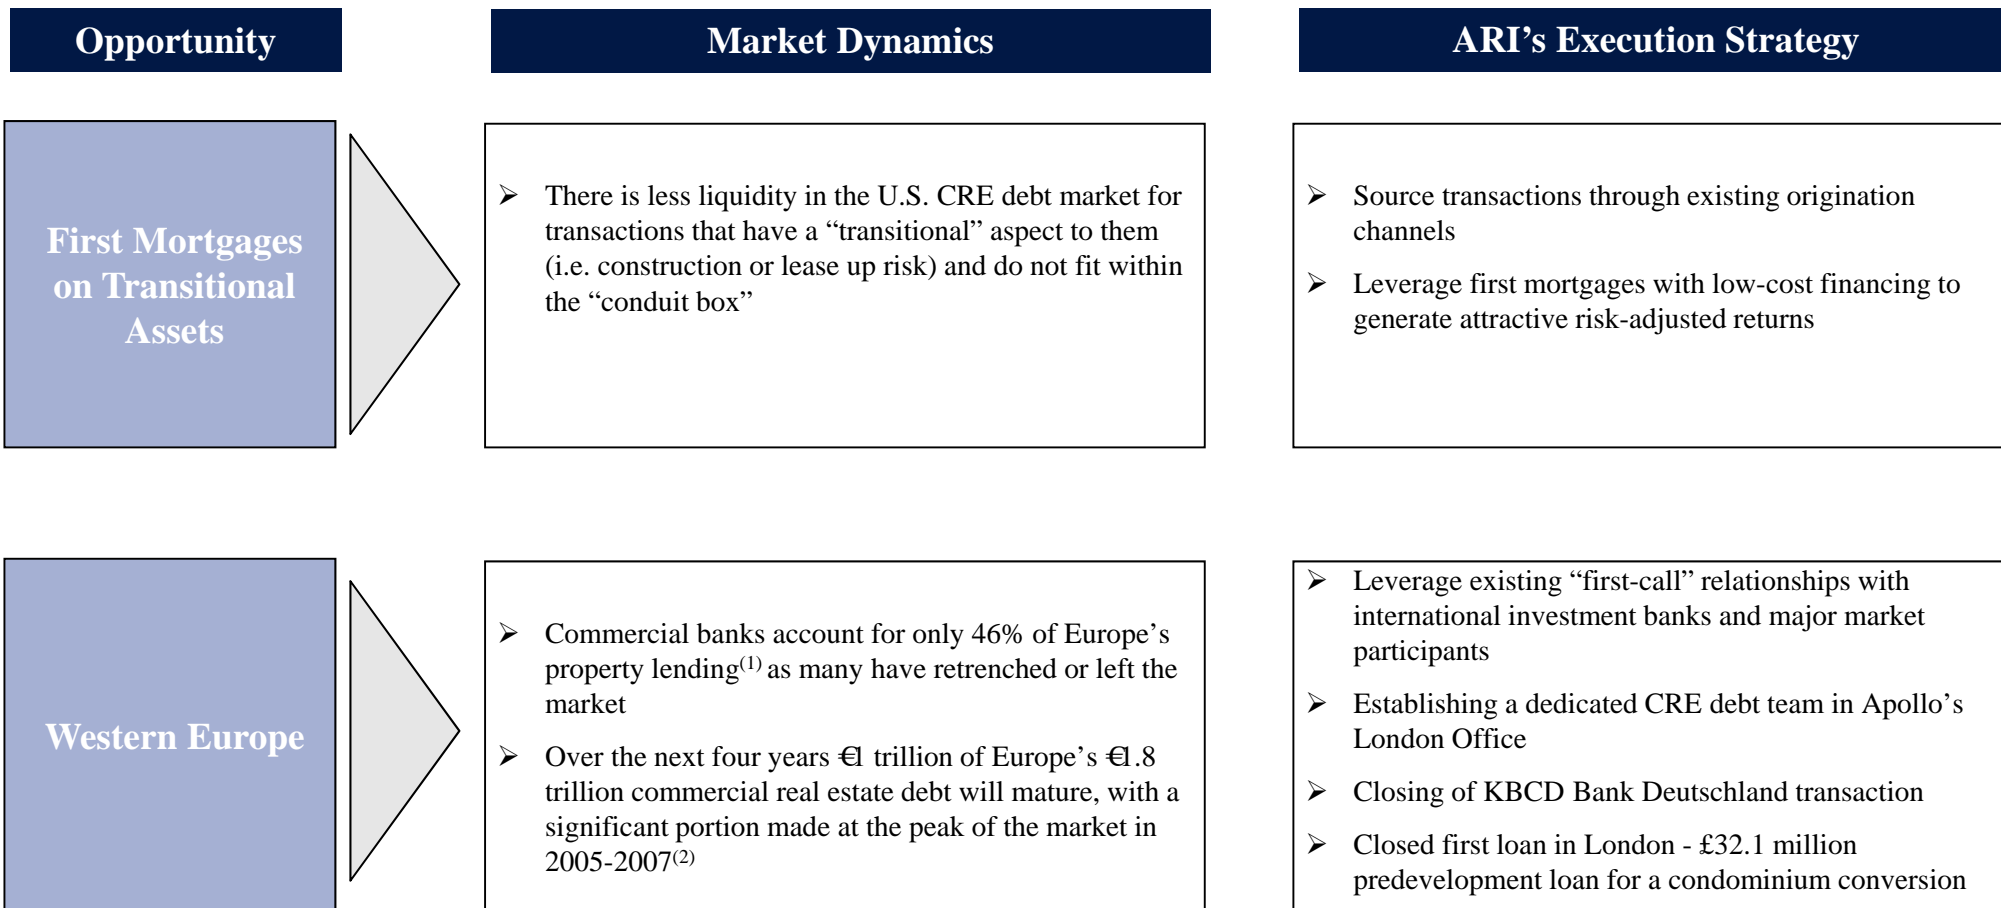 Opportunity
Market Dynamics
ARI’s Execution Strategy
First Mortgages
on Transitional
Assets
➢ There is less liquidity in the U.S. CRE debt market for
transactions that have a “transitional” aspect to them
(i.e. construction or lease up risk) and do not fit within
the “conduit box”
➢ Source transactions through existing origination
channels
➢ Leverage first mortgages with low-cost financing to
generate attractive risk-adjusted returns
Western Europe
➢ Commercial banks account for only 46% of Europe’s
property lending(1) as many have retrenched or left the
market
➢ Over the next four years €1 trillion of Europe’s €1.8
trillion commercial real estate debt will mature, with a
significant portion made at the peak of the market in
2005-2007(2)
➢ Leverage existing “first-call” relationships with
international investment banks and major market
participants
➢ Establishing a dedicated CRE debt team in Apollo’s
London Office
➢ Closing of KBCD Bank Deutschland transaction
➢ Closed first loan in London - £32.1 million
predevelopment loan for a condominium conversion